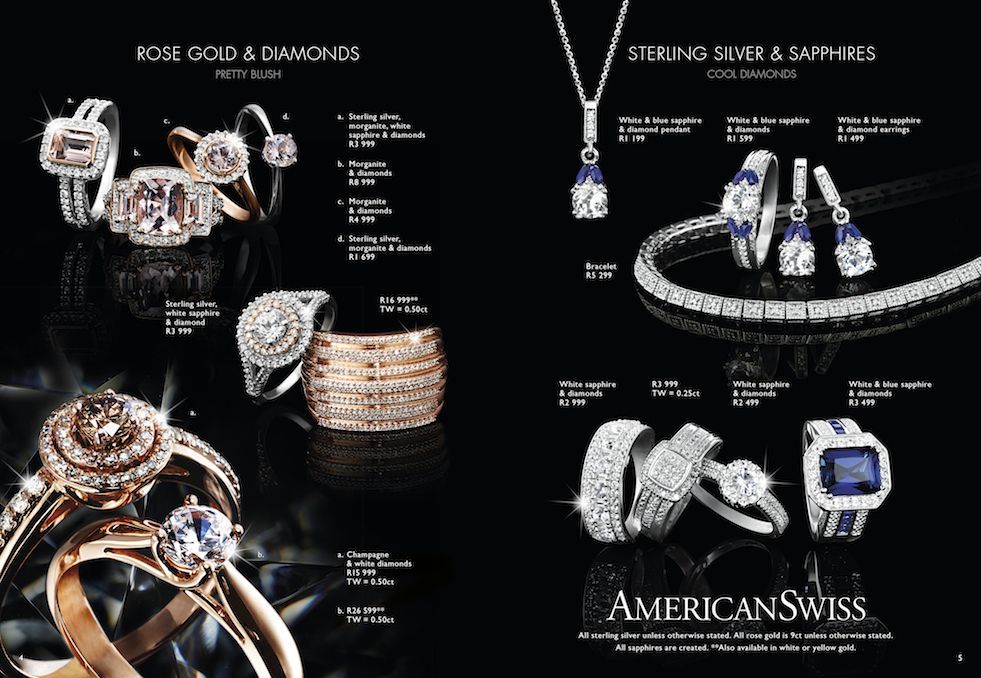 ROSE GOLD & DIAMONDS
PRETTY BLUSH
a.
b.
c.
d.
a. Sterling silver,
morganite, white
sapphire & diamonds
R3 999
b. Morganite
& diamonds
R8 999
c. Morganite
& diamonds
R4 999
d. Sterling silver,
morganite & diamonds
R1 699
Sterling silver,
white sapphire
& diamond
R3 999
R16 999**
TW = 0.50ct
a.
b.
a. Champagne
& white diamonds
R15 999
TW = 0.50ct
b. R26 599**
TW = 0.50ct
4
STERLING SILVER & SAPPHIRES
COOL DIAMONDS
White & blue sapphire
& diamond pendant
R1 199
White & blue sapphire
& diamonds
R1 599
White & blue sapphire
& diamond earrings
R1 499
Bracelet
R5 299
White sapphire
& diamonds
R2 999
R3 999
TW = 0.25ct
White sapphire
& diamonds
R2 499
White & blue sapphire
& diamonds
R3 499
AMERICANSWISS
All sterling silver unless otherwise stated. All rose gold is 9ct unless otherwise stated.
All sapphires are created. **Also available in white or yellow gold.
5